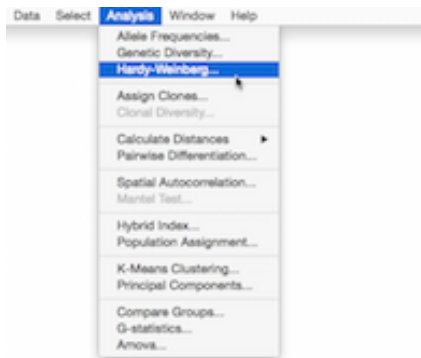 Data Select Analysis Window Help
Allele Frequencies...
Genetic Diversity...
Hardy-Weinberg...
Assign Clones...
Clonal Diversity...
Calculate Distances
Pairwise Differentiation...
Spatial Autocorrelation...
Mantel Test...
Hybrid Index...
Population Assignment...
K-Means Clustering...
Principal Components...
Compare Groups...
G-statistics...
Amova...